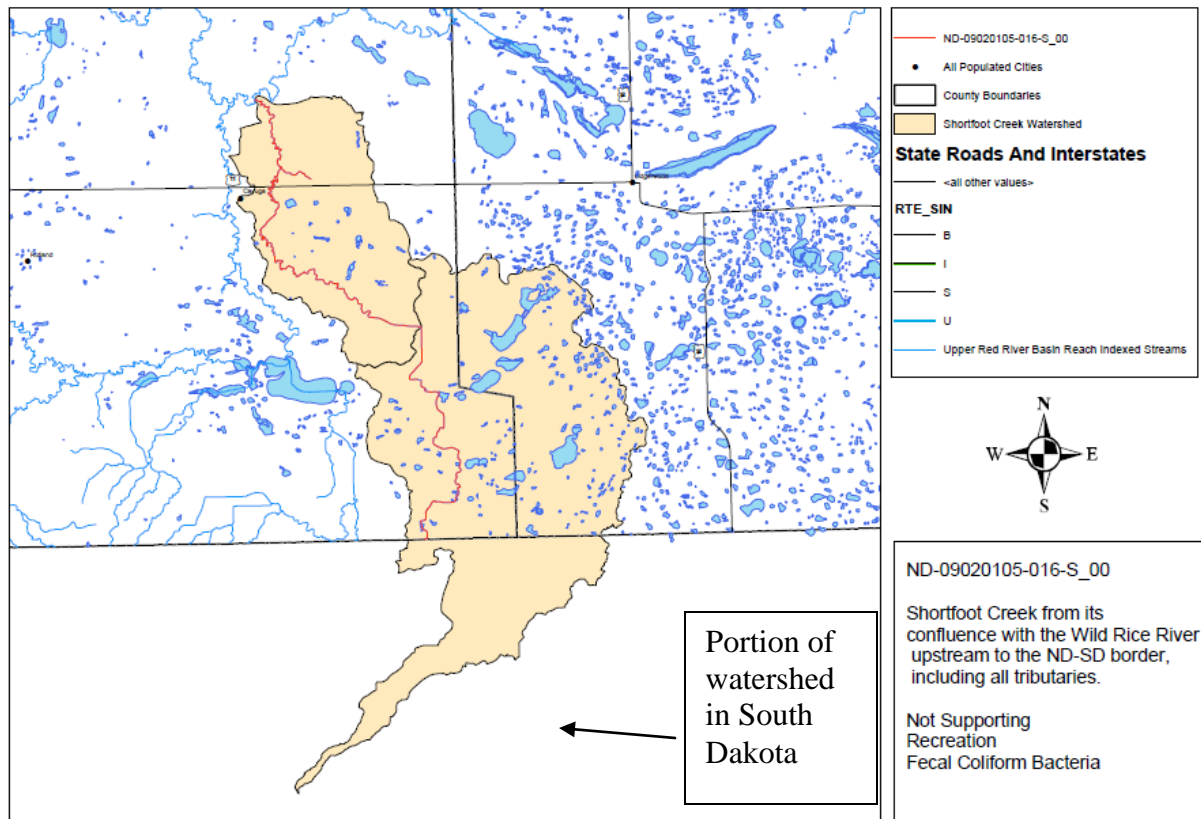 ND-09020105-016-S_00
All Populated Cities
County Boundaries
Shortfoot Creek Watershed
State Roads And Interstates
<all other values>
RTE_SIN
B
I
S
U
Upper Red River Basin Reach Indexed Streams
N
W
E
S
Cayuga
Rutland
Portion of
watershed
in South
Dakota
ND-09020105-016-S_00
Shortfoot Creek from its
confluence with the Wild Rice River
upstream to the ND-SD border,
including all tributaries.
Not Supporting
Recreation
Fecal Coliform Bacteria